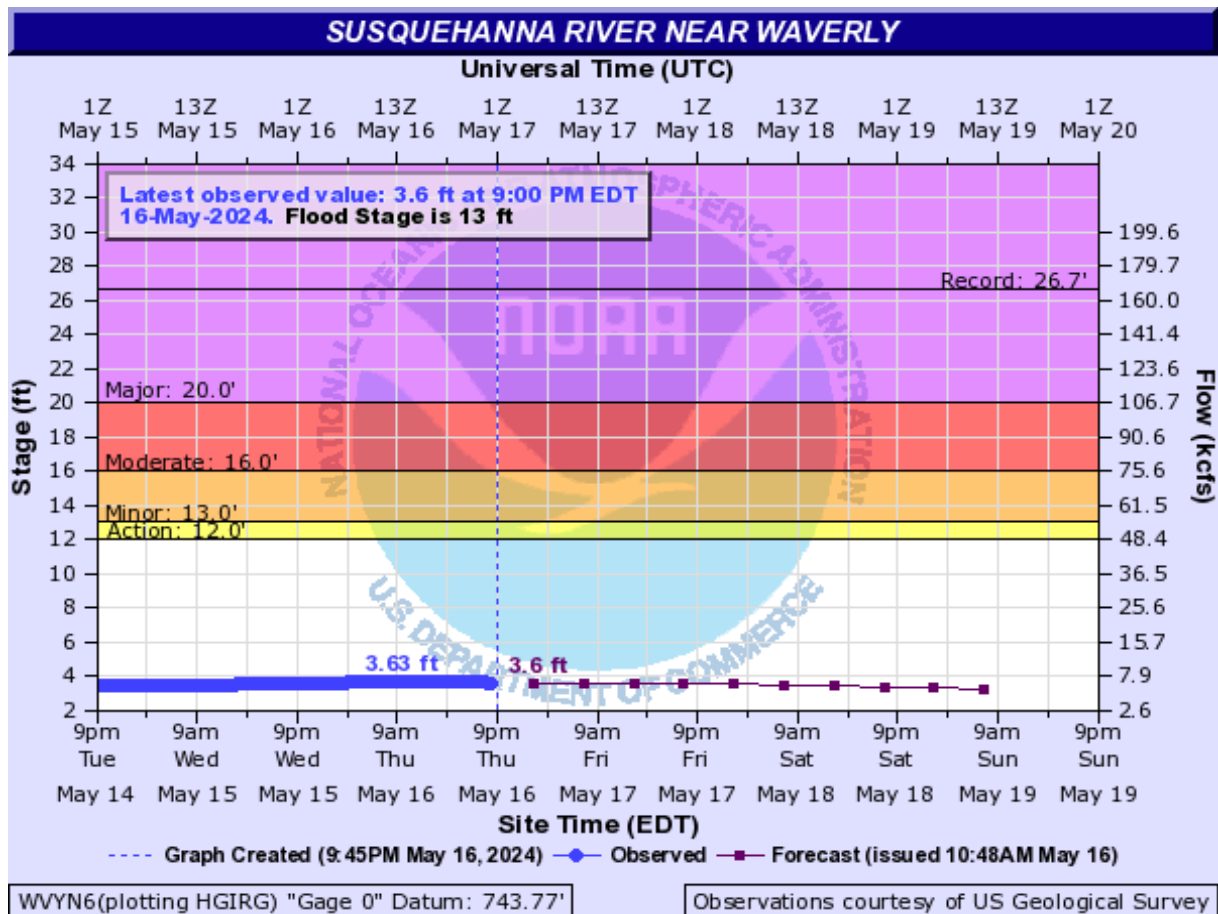 SUSQUEHANNA RIVER NEAR WAVERLY
Universal Time (UTC)
1Z 13Z 1Z 13Z 1Z 13Z 1Z 13Z 1Z 13Z 1Z
May 15 May 15 May 16 May 16 May 17 May 17 May 18 May 18 May 19 May 19 May 20
Latest observed value: 3.6 ft at 9:00 PM EDT
16-May-2024. Flood Stage is 13 ft
Stage (ft)
34
32
30
28
26
24
22
20
18
16
14
12
10
8
6
4
2
Record: 26.7'
Major: 20.0'
Moderate: 16.0'
Minor: 13.0'
Action: 12.0'
NATIONAL OCEANIC AND ATMOSPHERIC ADMINISTRATION
NOAA
U.S. DEPARTMENT OF COMMERCE
3.63 ft 3.6 ft
Flow (kcfs)
199.6
179.7
160.0
141.4
123.6
106.7
90.6
75.6
61.5
48.4
36.5
25.6
15.7
7.9
2.6
9pm 9am 9pm 9am 9pm 9am 9pm 9am 9pm 9am 9pm
Tue Wed Wed Thu Thu Fri Fri Sat Sat Sun Sun
May 14 May 15 May 15 May 16 May 16 May 17 May 17 May 18 May 18 May 19 May 19
Site Time (EDT)
Graph Created (9:45PM May 16, 2024) Observed Forecast (issued 10:48AM May 16)
WVYN6(plotting HGIRG) "Gage 0" Datum: 743.77'
Observations courtesy of US Geological Survey